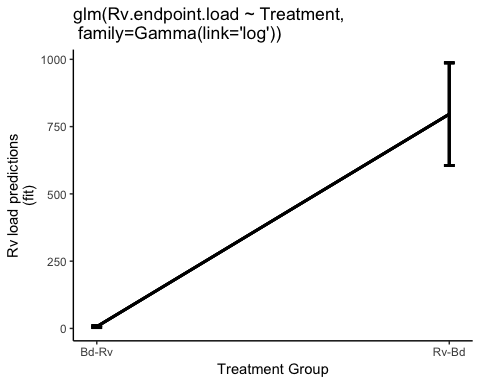 glm(Rv.endpoint.load ~ Treatment,
family=Gamma(link='log'))
1000
750
500
250
0
Rv load predictions
(fit)
Bd-Rv
Rv-Bd
Treatment Group